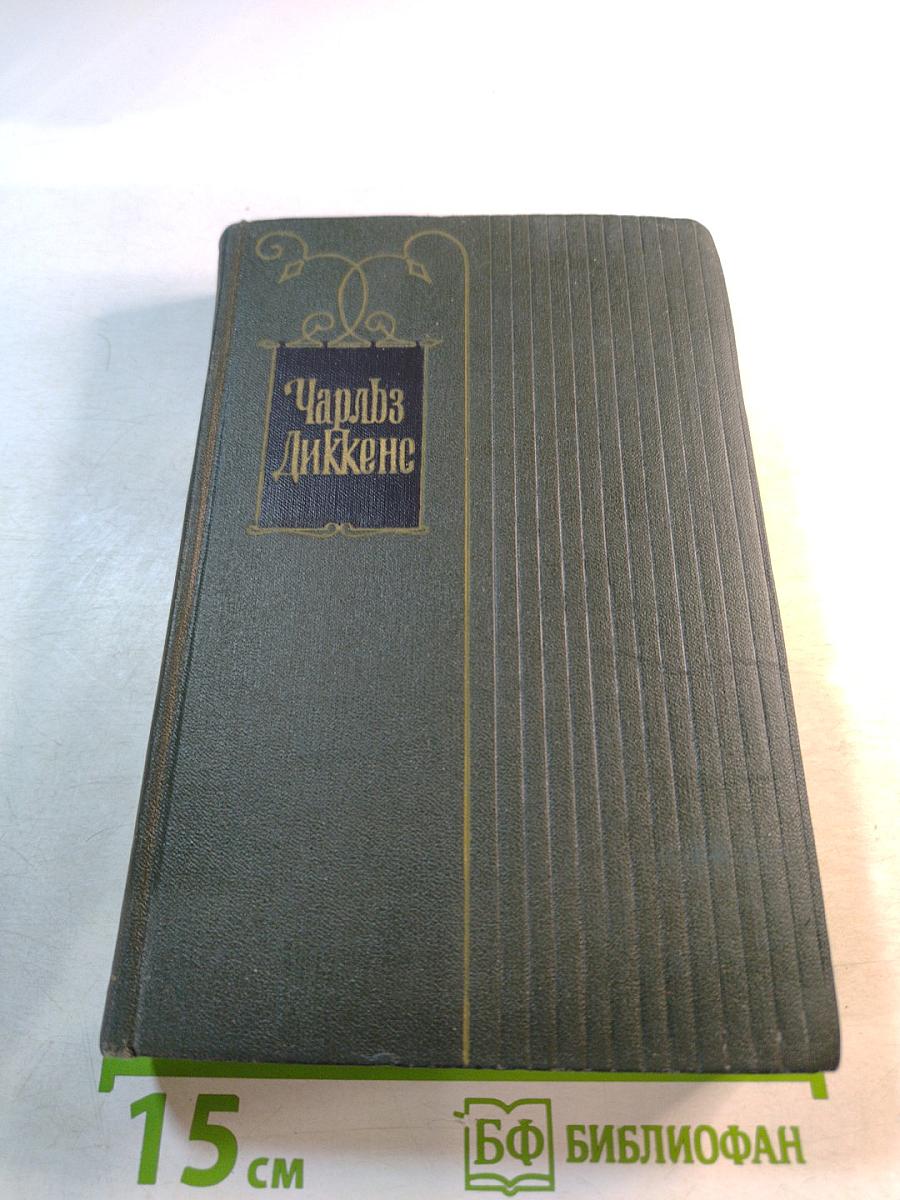 Чарльз
Диккенс
15 см
БФ БИБЛИОФАН